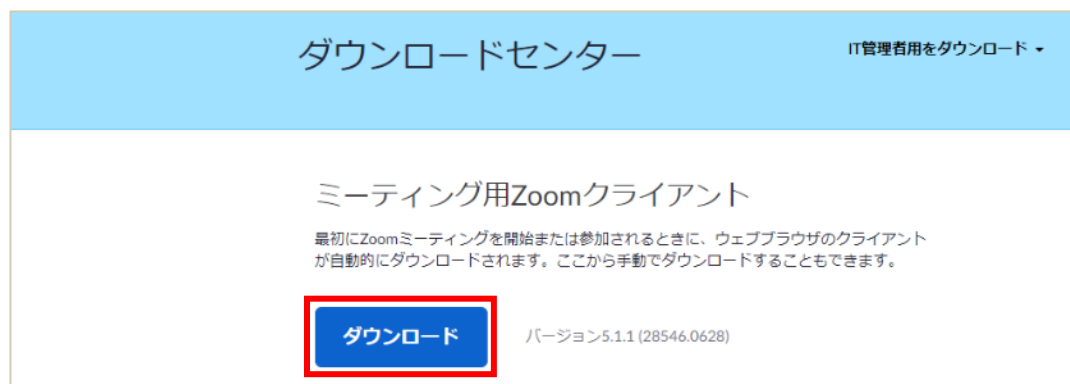 ダウンロードセンター
IT管理者用をダウンロード
ミーティング用Zoomクライアント
最初にZoomミーティングを開始または参加されるときに、ウェブブラウザのクライアント
が自動的にダウンロードされます。ここから手動でダウンロードすることもできます。
ダウンロード
バージョン5.1.1 (28546.0628)